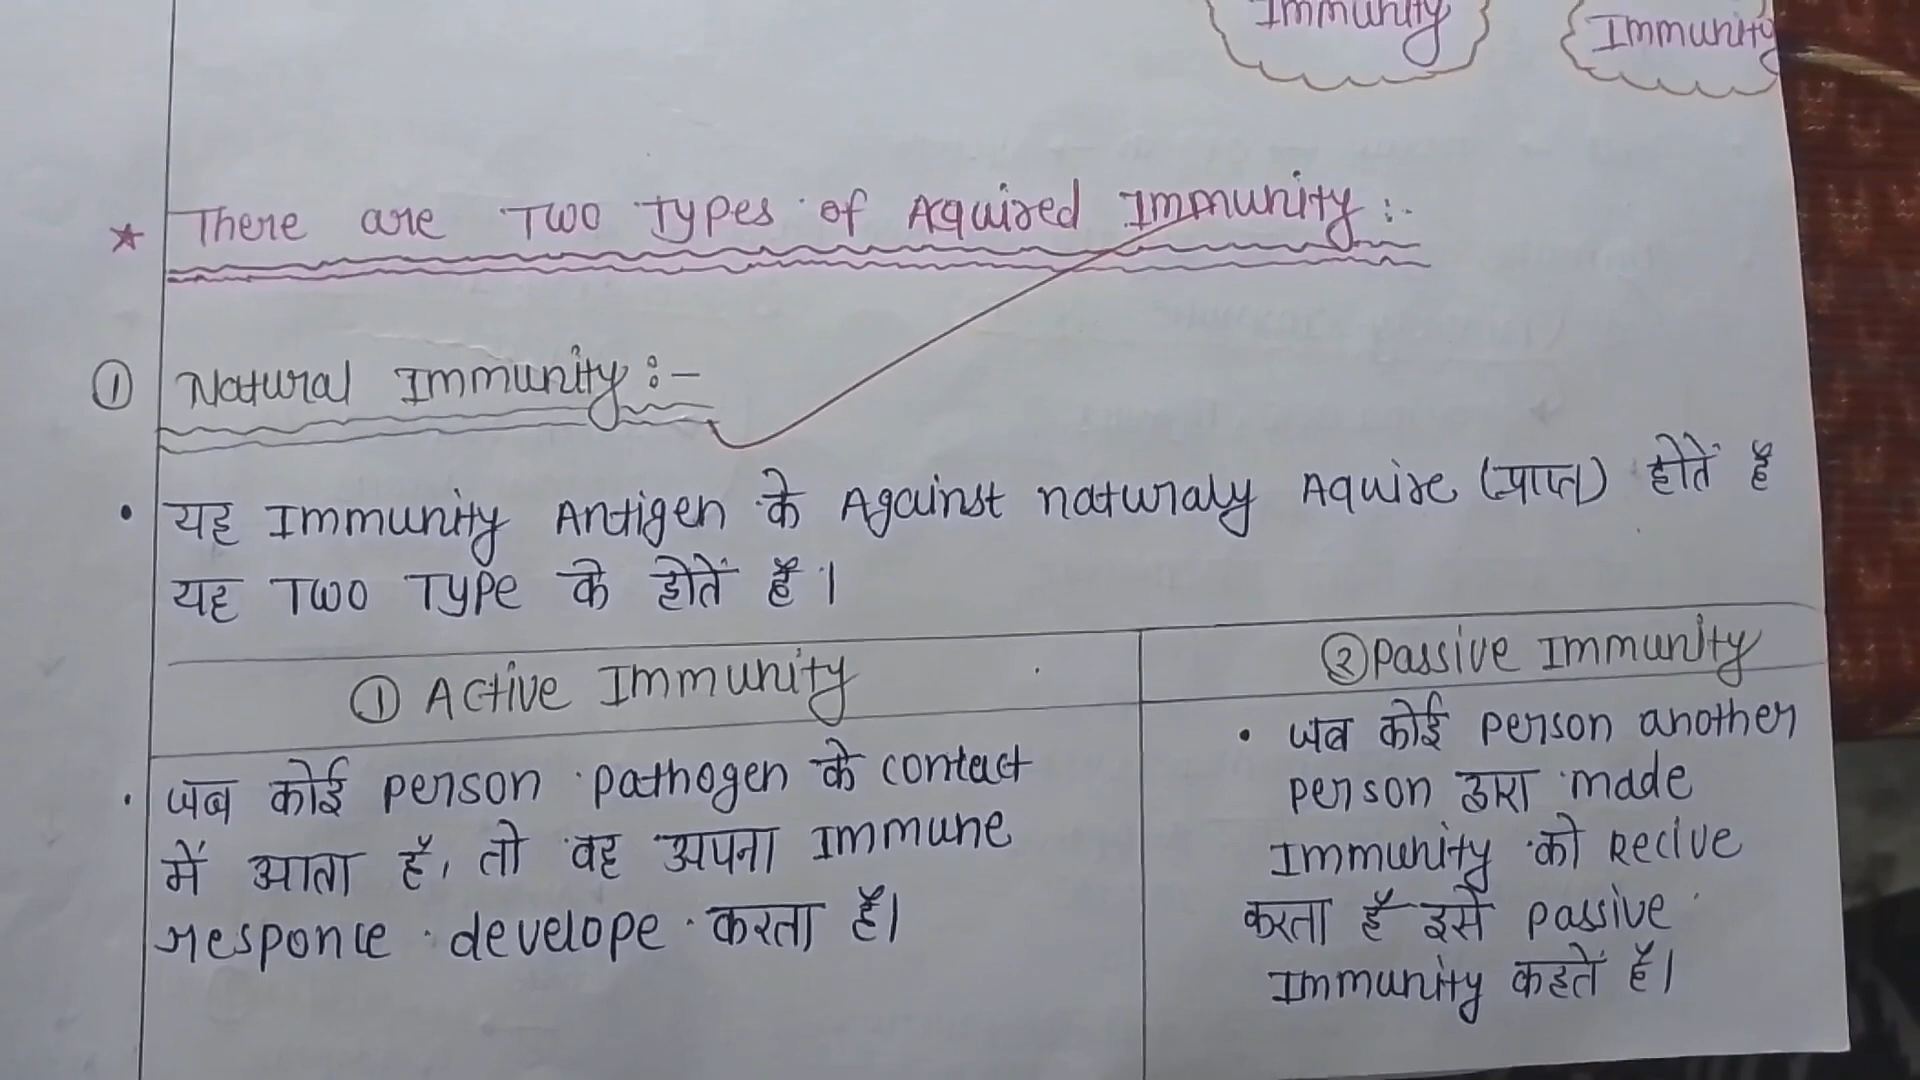 Immunity
Immunity
★ There are Two Types of Acquired Immunity :-
① Natural Immunity :-
• यह Immunity Antigen के Against naturaly Aquire (प्राप्त) होतें हैं
यह Two Type के होतें हैं।
① Active Immunity
• जब कोई person pathogen के contact
में आता हैं, तो वह अपना Immune
responce develope करता हैं।
② Passive Immunity
• जब कोई person another
person द्वारा made
Immunity को Recive
करता हैं इसे passive
Immunity कहतें हैं।